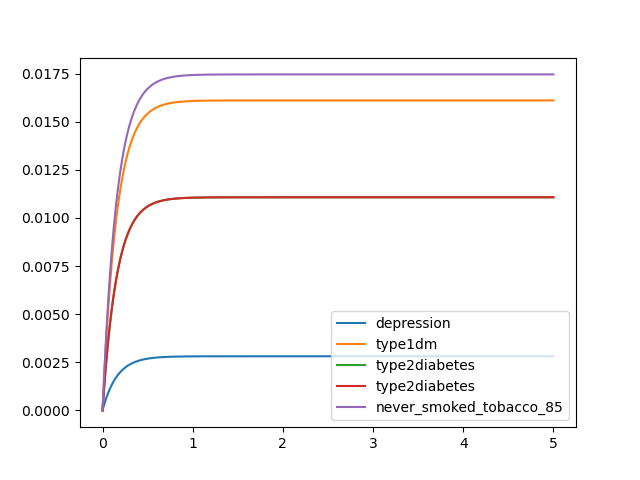 0.0175
0.0150
0.0125
0.0100
0.0075
0.0050
0.0025
0.0000
depression
type1dm
type2diabetes
type2diabetes
never_smoked_tobacco_85
0 1 2 3 4 5